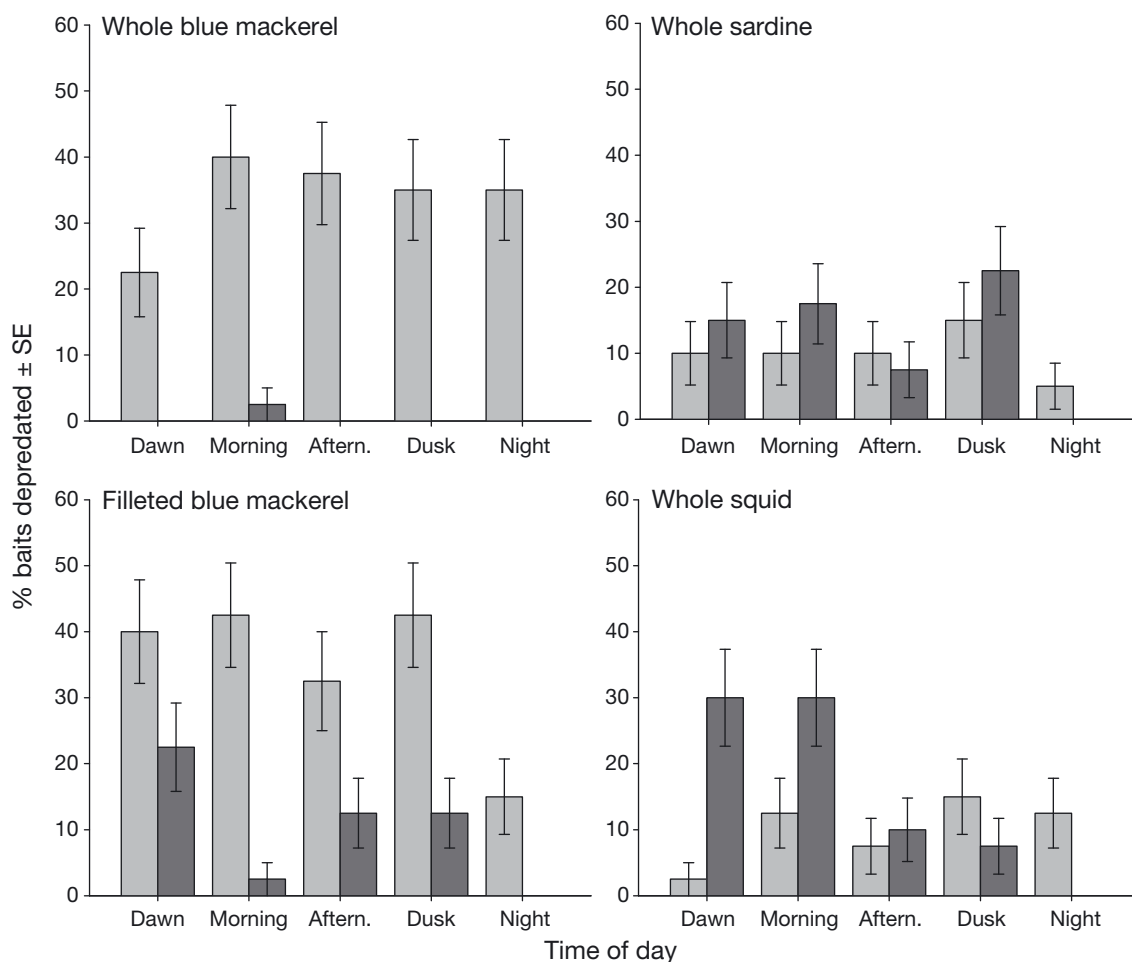 Whole blue mackerel
60
50
40
30
20
10
0
Dawn Morning Aftern. Dusk Night
Whole sardine
60
50
40
30
20
10
0
Dawn Morning Aftern. Dusk Night
% baits depredated ± SE
Filleted blue mackerel
60
50
40
30
20
10
0
Dawn Morning Aftern. Dusk Night
Whole squid
60
50
40
30
20
10
0
Dawn Morning Aftern. Dusk Night
Time of day